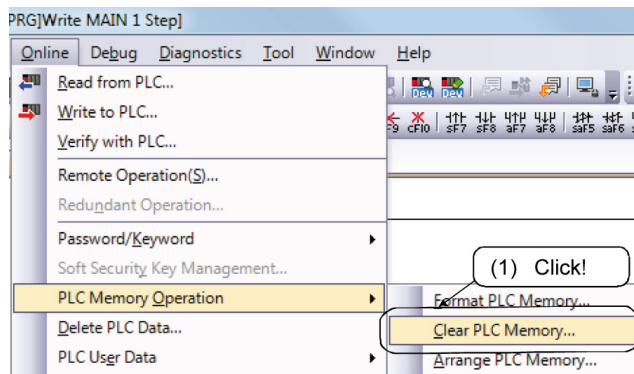 PRG]Write MAIN 1 Step]
Online Debug Diagnostics Tool Window Help
Read from PLC...
Dev Dev
Write to PLC...
F9 cF10 sF7 sF8 aF7 aF8 saF5 saF6
Verify with PLC...
Remote Operation(S)...
Redundant Operation...
Password/Keyword
Soft Security Key Management...
(1) Click!
PLC Memory Operation
Format PLC Memory...
Delete PLC Data...
Clear PLC Memory...
PLC User Data
Arrange PLC Memory...